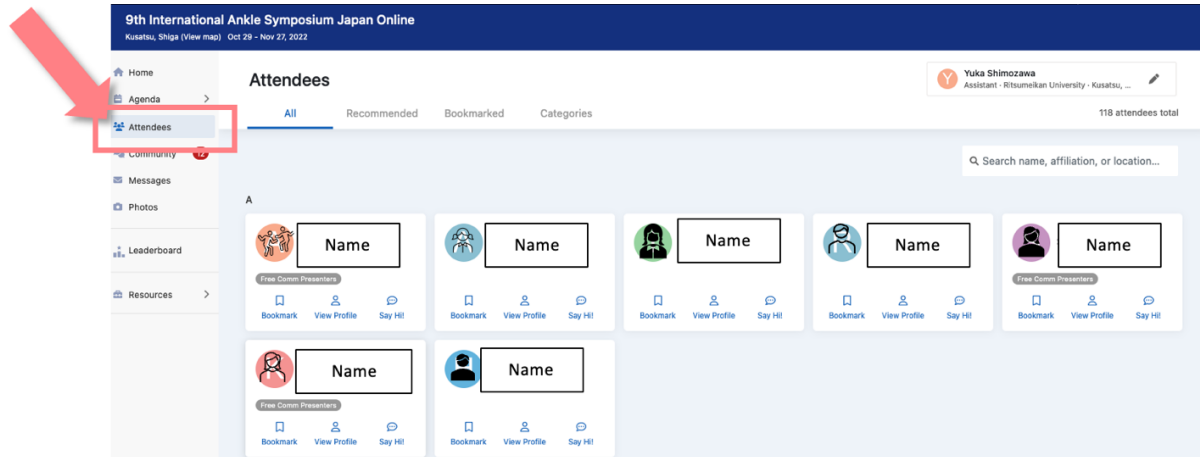 9th International Ankle Symposium Japan Online
Kusatsu, Shiga (View map) Oct 29 - Nov 27, 2022
Home
Agenda
Attendees
Community 12
Messages
Photos
Leaderboard
Resources
Attendees
Y
Yuka Shimozawa
Assistant · Ritsumeikan University · Kusatsu, ...
All Recommended Bookmarked Categories
118 attendees total
Search name, affiliation, or location...
A
Name Name Name Name Name
Free Comm Presenters Free Comm Presenters
Bookmark View Profile Say Hi! Bookmark View Profile Say Hi! Bookmark View Profile Say Hi! Bookmark View Profile Say Hi! Bookmark View Profile Say Hi!
Name Name
Free Comm Presenters
Bookmark View Profile Say Hi! Bookmark View Profile Say Hi!